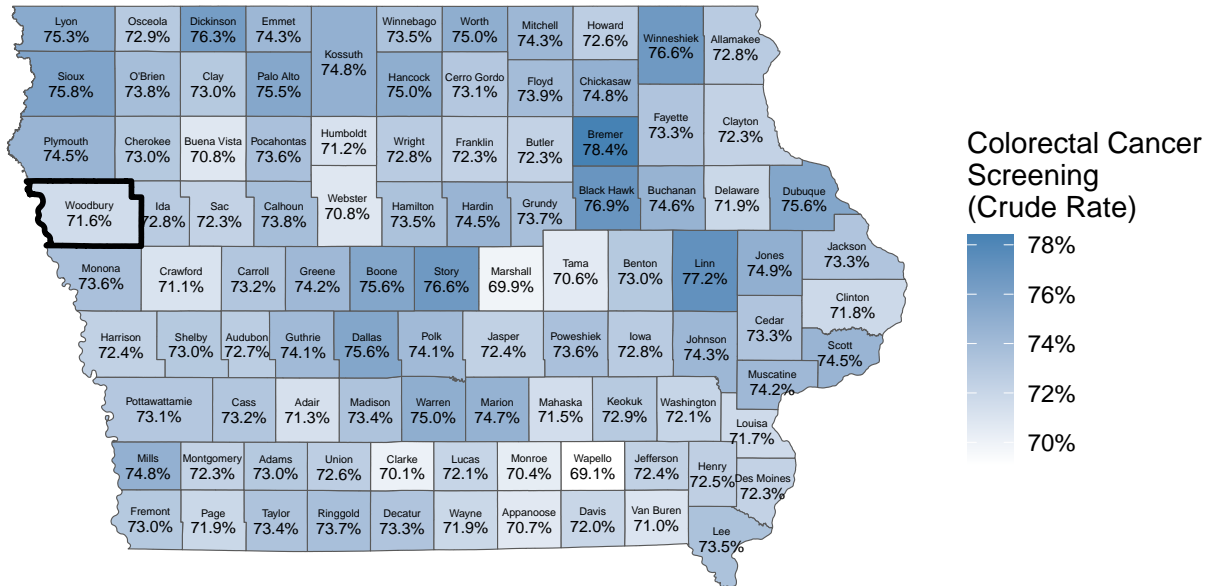 Lyon
75.3%
Osceola
72.9%
Dickinson
76.3%
Emmet
74.3%
Kossuth
74.8%
Winnebago
73.5%
Worth
75.0%
Mitchell
74.3%
Howard
72.6%
Winneshiek
76.6%
Allamakee
72.8%
Sioux
75.8%
O'Brien
73.8%
Clay
73.0%
Palo Alto
75.5%
Hancock
75.0%
Cerro Gordo
73.1%
Floyd
73.9%
Chickasaw
74.8%
Fayette
73.3%
Clayton
72.3%
Plymouth
74.5%
Cherokee
73.0%
Buena Vista
70.8%
Pocahontas
73.6%
Humboldt
71.2%
Wright
72.8%
Franklin
72.3%
Butler
72.3%
Bremer
78.4%
Woodbury
71.6%
Ida
72.8%
Sac
72.3%
Calhoun
73.8%
Webster
70.8%
Hamilton
73.5%
Hardin
74.5%
Grundy
73.7%
Black Hawk
76.9%
Buchanan
74.6%
Delaware
71.9%
Dubuque
75.6%
Monona
73.6%
Crawford
71.1%
Carroll
73.2%
Greene
74.2%
Boone
75.6%
Story
76.6%
Marshall
69.9%
Tama
70.6%
Benton
73.0%
Linn
77.2%
Jones
74.9%
Jackson
73.3%
Clinton
71.8%
Harrison
72.4%
Shelby
73.0%
Audubon
72.7%
Guthrie
74.1%
Dallas
75.6%
Polk
74.1%
Jasper
72.4%
Poweshiek
73.6%
Iowa
72.8%
Johnson
74.3%
Cedar
73.3%
Scott
74.5%
Muscatine
74.2%
Pottawattamie
73.1%
Cass
73.2%
Adair
71.3%
Madison
73.4%
Warren
75.0%
Marion
74.7%
Mahaska
71.5%
Keokuk
72.9%
Washington
72.1%
Louisa
71.7%
Mills
74.8%
Montgomery
72.3%
Adams
73.0%
Union
72.6%
Clarke
70.1%
Lucas
72.1%
Monroe
70.4%
Wapello
69.1%
Jefferson
72.4%
Henry
72.5%
Des Moines
72.3%
Fremont
73.0%
Page
71.9%
Taylor
73.4%
Ringgold
73.7%
Decatur
73.3%
Wayne
71.9%
Appanoose
70.7%
Davis
72.0%
Van Buren
71.0%
Lee
73.5%
Colorectal Cancer
Screening
(Crude Rate)
78%
76%
74%
72%
70%